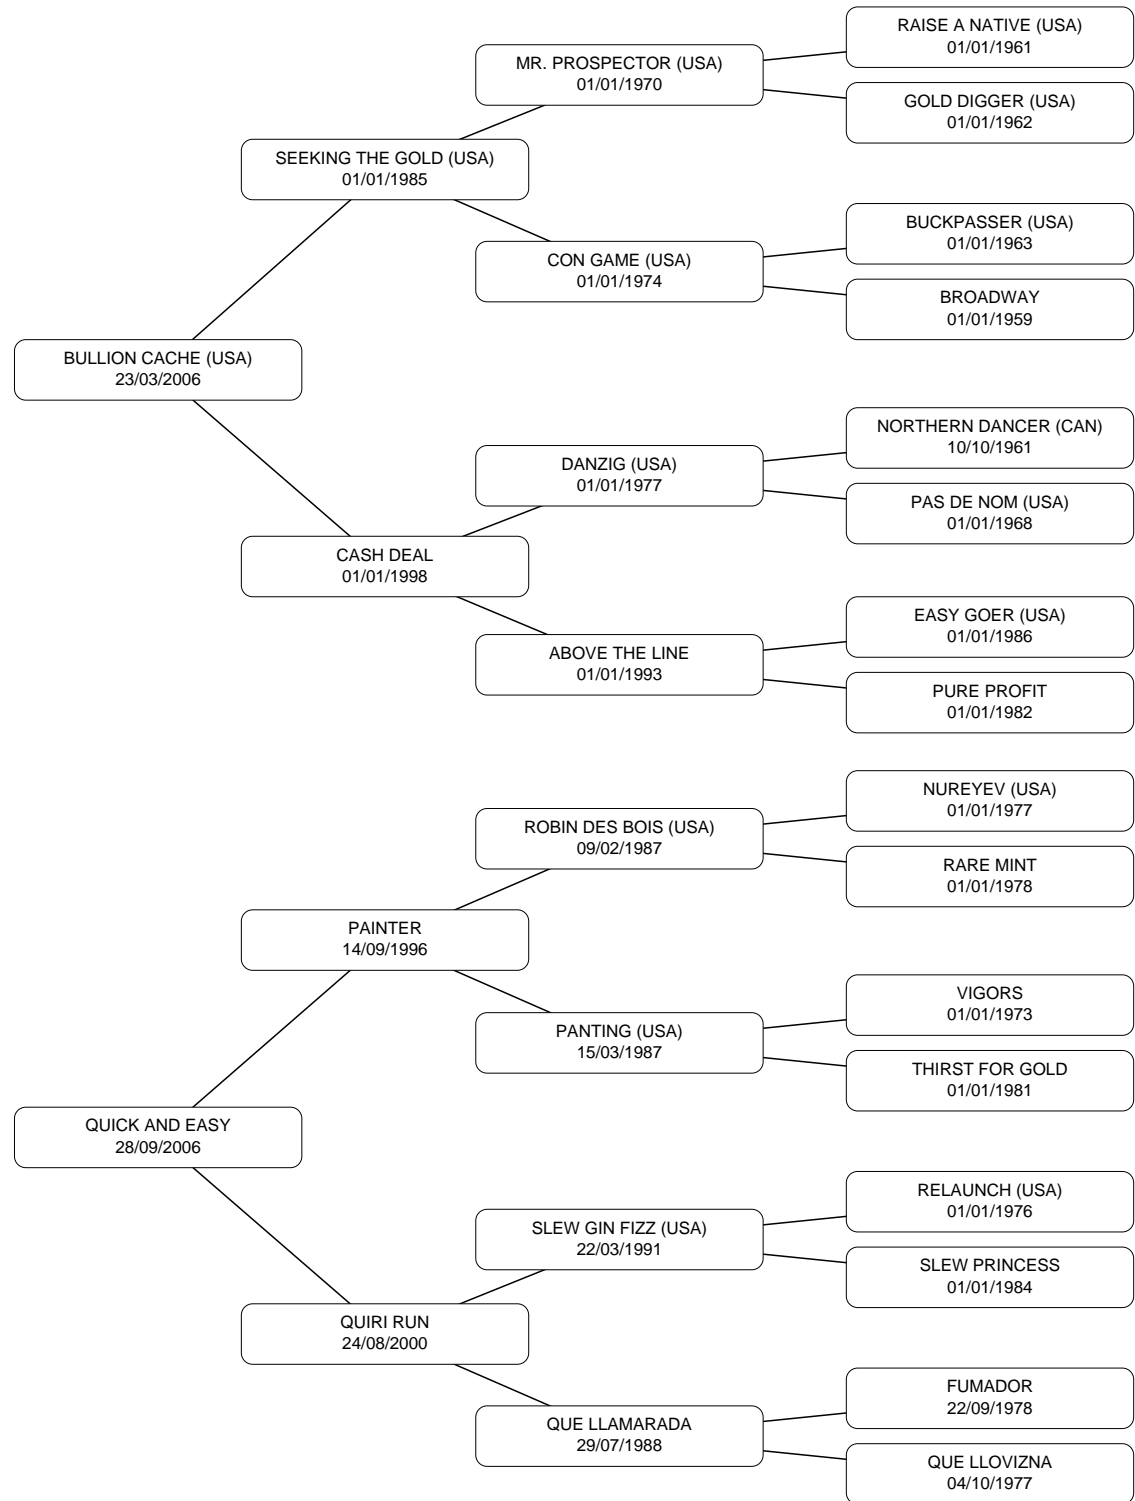 RAISE A NATIVE (USA)
01/01/1961
MR. PROSPECTOR (USA)
01/01/1970
GOLD DIGGER (USA)
01/01/1962
SEEKING THE GOLD (USA)
01/01/1985
BUCKPASSER (USA)
01/01/1963
CON GAME (USA)
01/01/1974
BROADWAY
01/01/1959
BULLION CACHE (USA)
23/03/2006
NORTHERN DANCER (CAN)
10/10/1961
DANZIG (USA)
01/01/1977
PAS DE NOM (USA)
01/01/1968
CASH DEAL
01/01/1998
EASY GOER (USA)
01/01/1986
ABOVE THE LINE
01/01/1993
PURE PROFIT
01/01/1982
NUREYEV (USA)
01/01/1977
ROBIN DES BOIS (USA)
09/02/1987
RARE MINT
01/01/1978
PAINTER
14/09/1996
VIGORS
01/01/1973
PANTING (USA)
15/03/1987
THIRST FOR GOLD
01/01/1981
QUICK AND EASY
28/09/2006
RELAUNCH (USA)
01/01/1976
SLEW GIN FIZZ (USA)
22/03/1991
SLEW PRINCESS
01/01/1984
QUIRI RUN
24/08/2000
FUMADOR
22/09/1978
QUE LLAMARADA
29/07/1988
QUE LLOVIZNA
04/10/1977